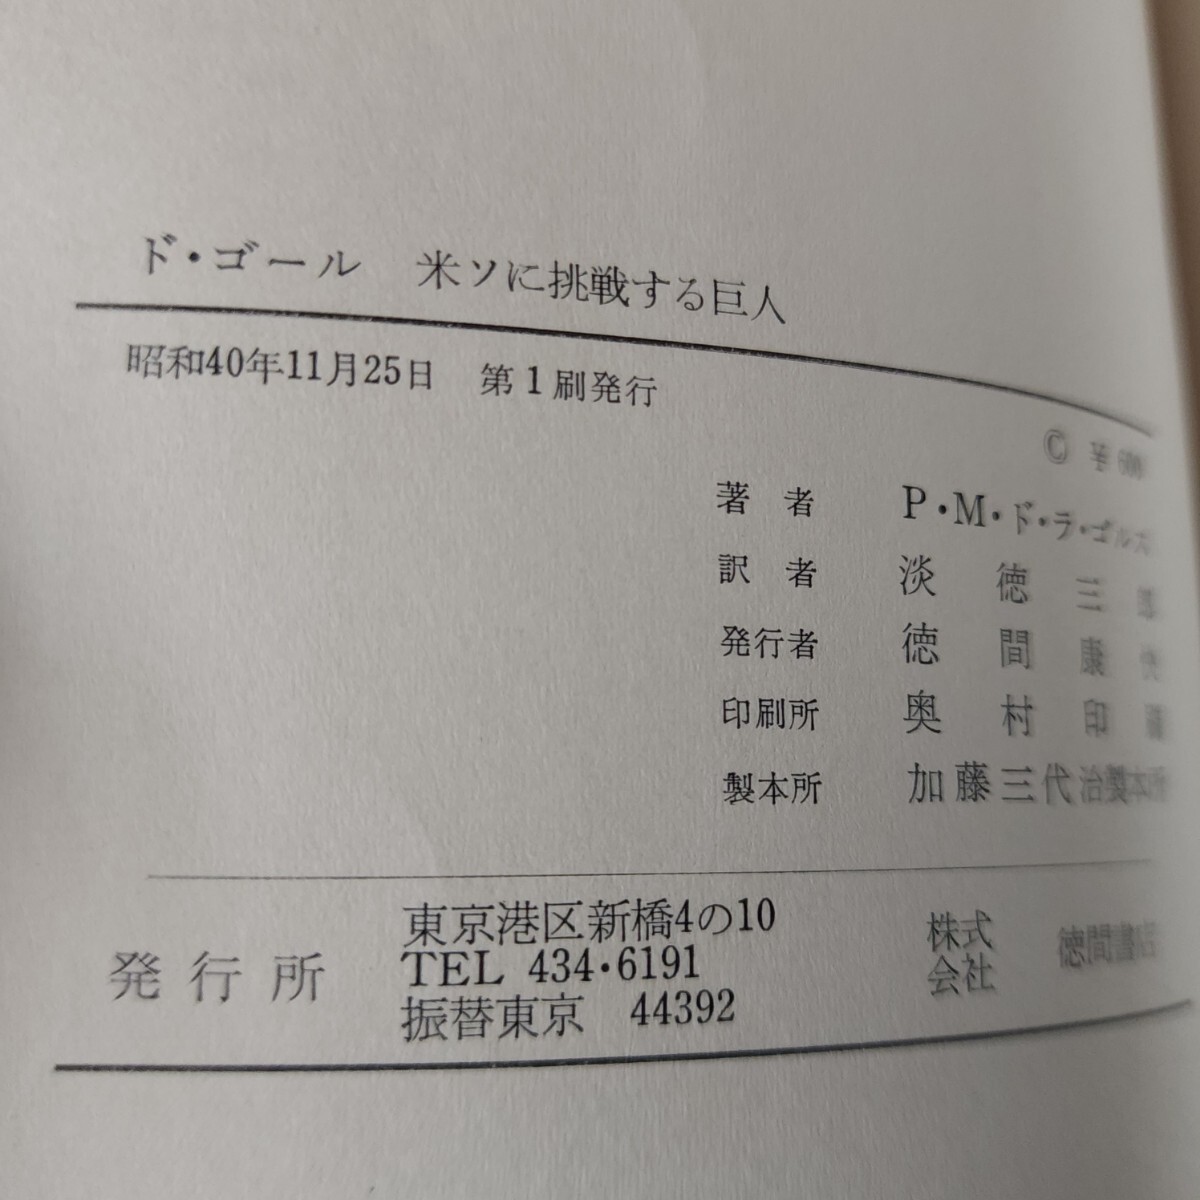 ド・ゴール　米ソに挑戦する巨人
昭和40年11月25日　第1刷発行
© ¥600
著　者　P・M・ド・ラ・ゴルス
訳　者　淡徳三郎
発行者　徳間康快
印刷所　奥村印刷
製本所　加藤三代治製本所
発行所
東京港区新橋4の10
TEL 434・6191
振替東京　44392
株式会社　徳間書店